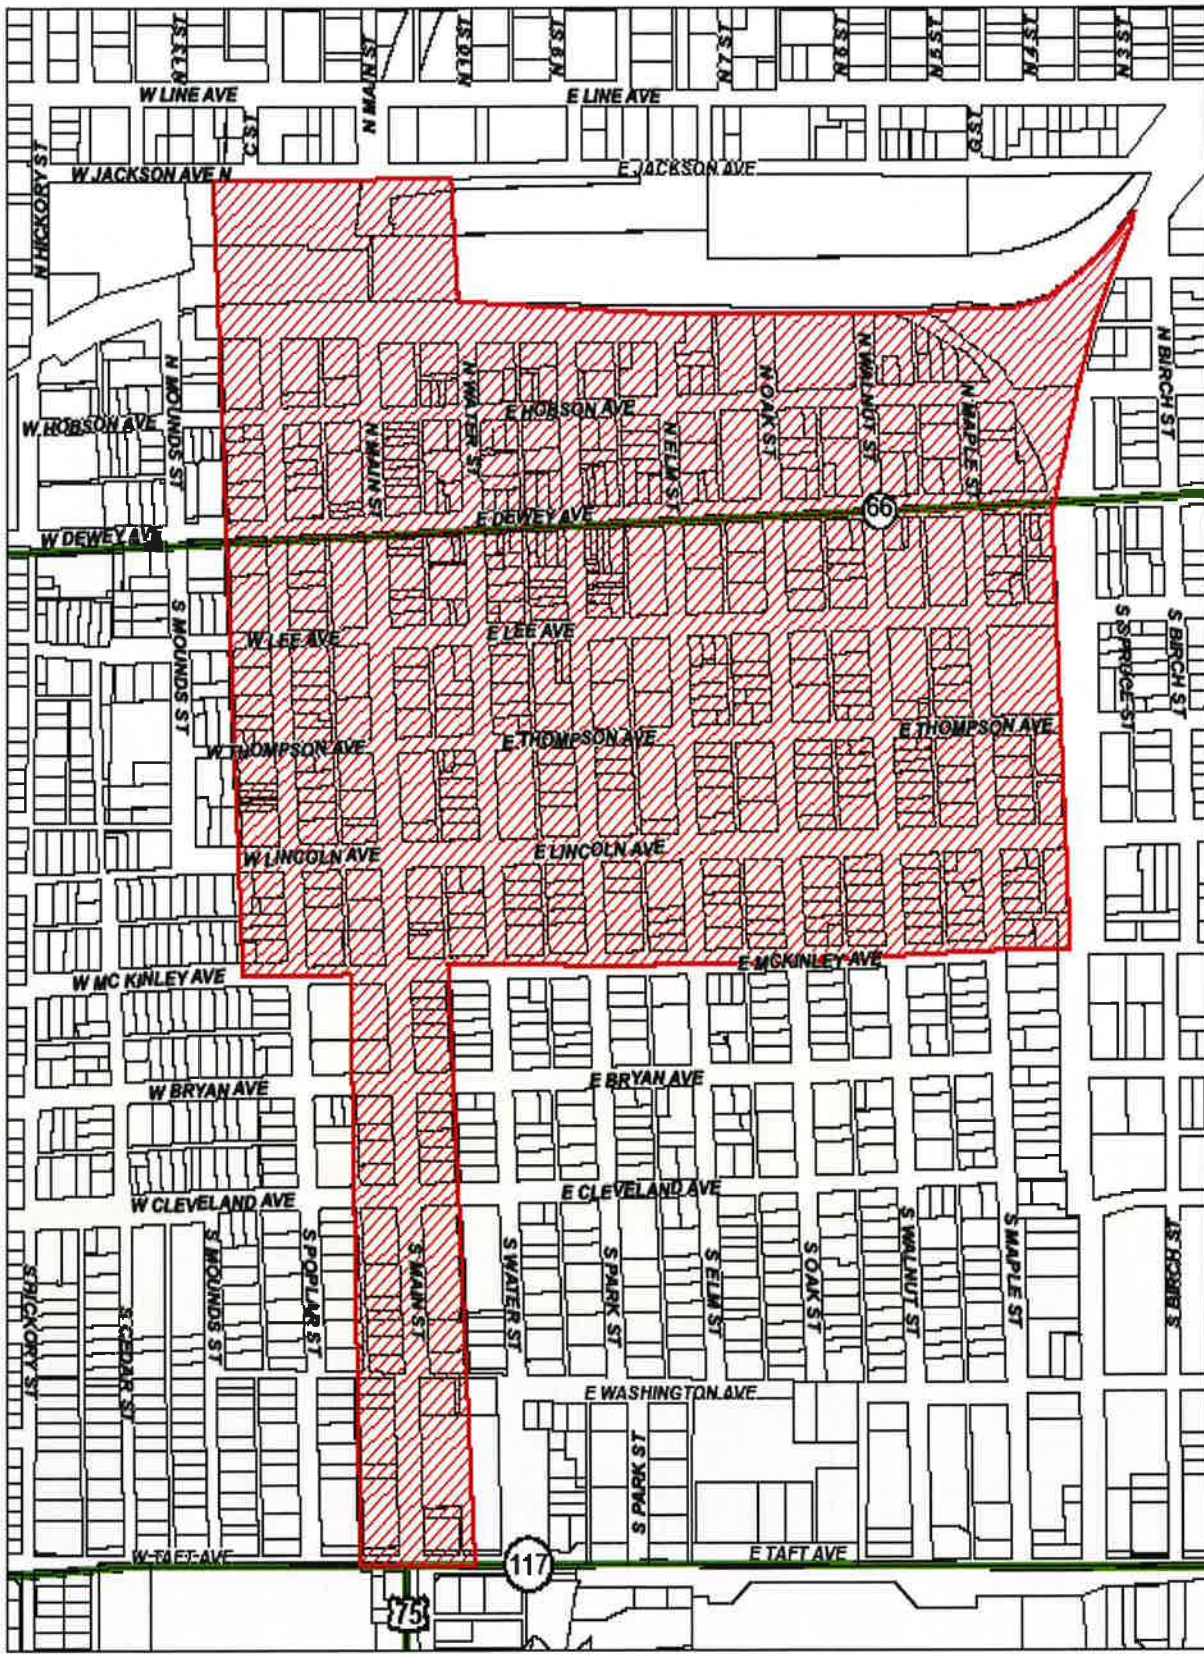 N 13 ST
N MAIN ST
N 10 ST
N 9 ST
N 7 ST
N 6 ST
N 5 ST
N 4 ST
N 3 ST
W LINE AVE
E LINE AVE
C ST
G ST
N HICKORY ST
W JACKSON AVE N
E JACKSON AVE
N MOUNDS ST
W HOBSON AVE
N MAIN ST
N WATER ST
E HOBSON AVE
N ELM ST
N OAK ST
N WALNUT ST
N MAPLE ST
N BIRCH ST
W DEWEY AVE
E DEWEY AVE
66
S MOUNDS ST
W LEE AVE
E LEE AVE
S SPRUCE ST
S BIRCH ST
W THOMPSON AVE
E THOMPSON AVE
E THOMPSON AVE
W LINCOLN AVE
E LINCOLN AVE
W MC KINLEY AVE
E MCKINLEY AVE
W BRYAN AVE
E BRYAN AVE
W CLEVELAND AVE
E CLEVELAND AVE
S HICKORY ST
S CEDAR ST
S MOUNDS ST
S POPLAR ST
S MAIN ST
S WATER ST
S PARK ST
S ELM ST
S OAK ST
S WALNUT ST
S MAPLE ST
S BIRCH ST
E WASHINGTON AVE
S PARK ST
W TAFT AVE
117
E TAFT AVE
75